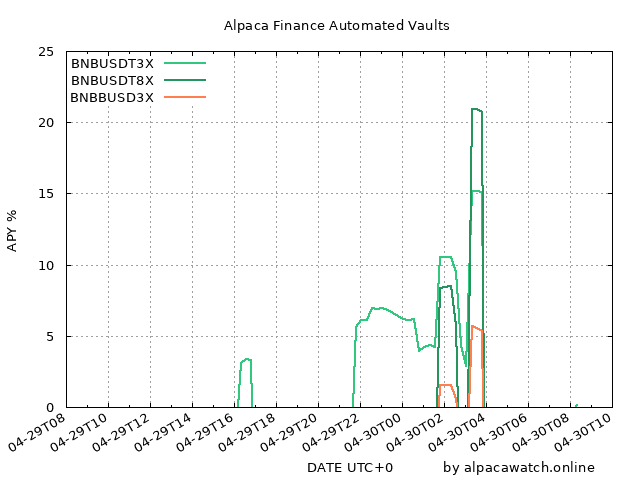 Alpaca Finance Automated Vaults
25
20
15
10
5
0
APY %
BNBUSDT3X
BNBUSDT8X
BNBBUSD3X
04-29T08
04-29T10
04-29T12
04-29T14
04-29T16
04-29T18
04-29T20
04-29T22
04-30T00
04-30T02
04-30T04
04-30T06
04-30T08
04-30T10
DATE UTC+0
by alpacawatch.online